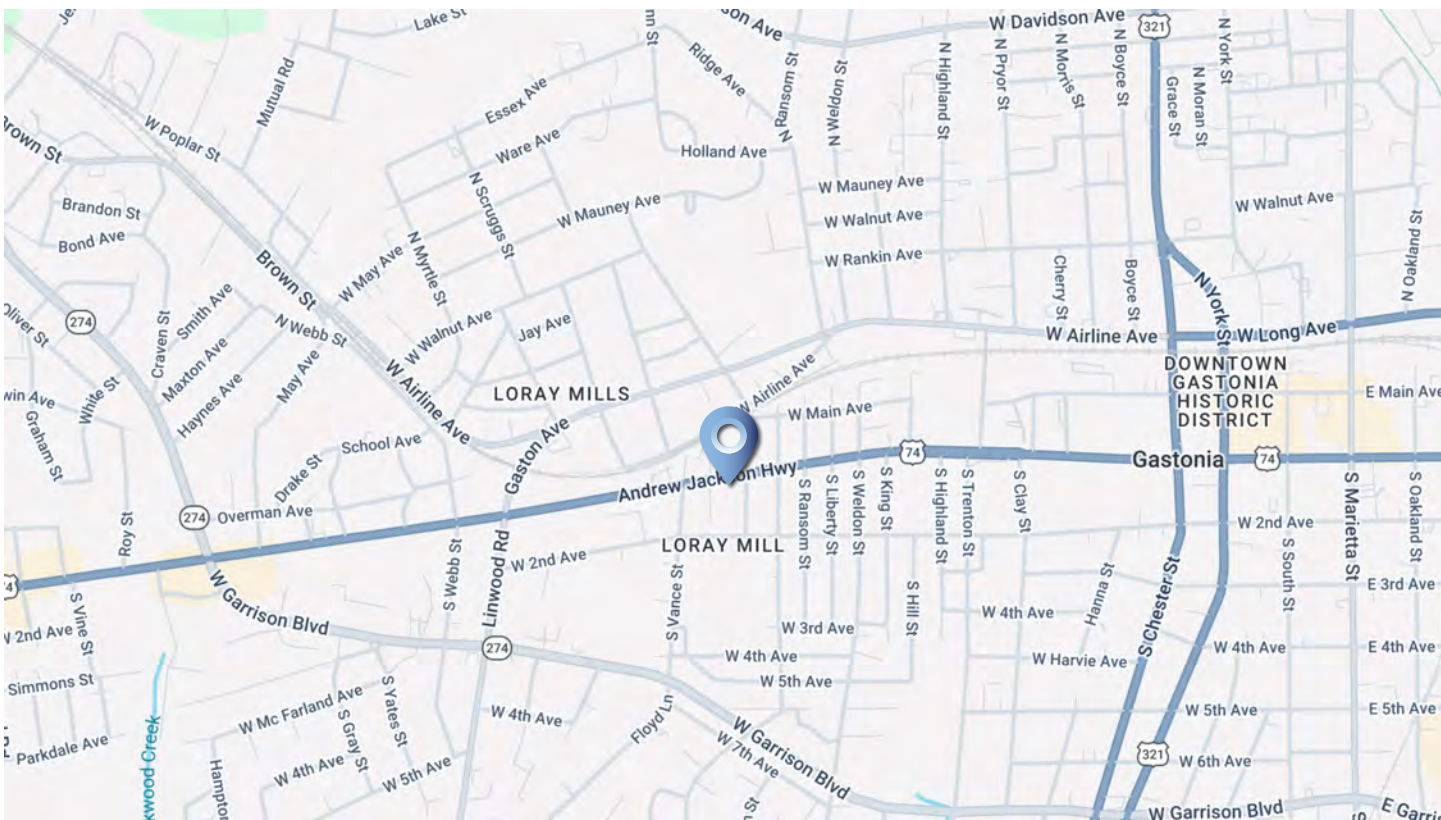 Lake St
W Davidson Ave
321
Mutual Rd
Ridge Ave
N Ransom St
N Weldon St
N Highland St
N Pryor St
N Morris St
N Boyce St
N York St
Grace St
N Moran St
Essex Ave
W Poplar St
Brown St
Ware Ave
Holland Ave
N Scruggs St
W Mauney Ave
W Mauney Ave
W Walnut Ave
W Walnut Ave
N Oakland St
Brandon St
Bond Ave
W Rankin Ave
Cherry St
Boyce St
N Myrtle St
W May Ave
Brown St
N York St
274
Oliver St
Craven St
Smith Ave
N Webb St
W Walnut Ave
Jay Ave
W Airline Ave
W Long Ave
Maxton Ave
Haynes Ave
May Ave
W Airline Ave
W Airline Ave
DOWNTOWN
GASTONIA
HISTORIC
DISTRICT
E Main Ave
White St
Graham St
LORAY MILLS
W Main Ave
School Ave
Gaston Ave
Drake St
74
Gastonia
74
Andrew Jackson Hwy
S Ransom St
S Liberty St
S Weldon St
S King St
S Highland St
S Trenton St
S Clay St
S Marietta St
S Oakland St
274
Overman Ave
Roy St
W 2nd Ave
LORAY MILL
W 2nd Ave
S Webb St
Linwood Rd
S Vance St
S Hill St
Hanna St
S Chester St
S South St
E 3rd Ave
W Garrison Blvd
S Vine St
W 2nd Ave
W 3rd Ave
W 4th Ave
274
W 4th Ave
W 5th Ave
W Harvie Ave
W 4th Ave
E 4th Ave
Simmons St
S Yates St
S Gray St
W Mc Farland Ave
W 4th Ave
Floyd Ln
W 5th Ave
E 5th Ave
Parkdale Ave
W Garrison Blvd
W 7th Ave
W 4th Ave
W 5th Ave
321
W 6th Ave
W Garrison Blvd